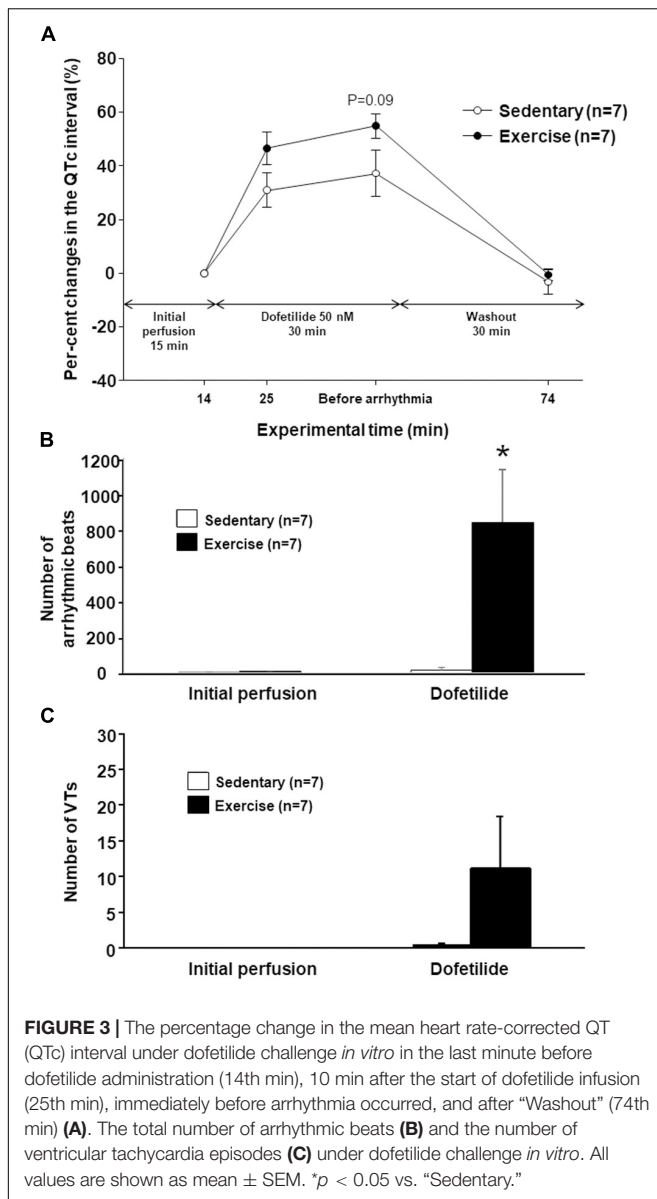 A
Per-cent changes in the QTc interval (%)
80
60
40
20
0
-20
-40
P=0.09
Sedentary (n=7)
Exercise (n=7)
Initial
perfusion
15 min
Dofetilide 50 nM
30 min
Washout
30 min
14
25
Before arrhythmia
74
Experimental time (min)
B
Number of
arrhythmic beats
1200
1000
800
600
400
200
0
Sedentary (n=7)
Exercise (n=7)
*
Initial perfusion
Dofetilide
C
Number of VTs
30
25
20
15
10
5
0
Sedentary (n=7)
Exercise (n=7)
Initial perfusion
Dofetilide
FIGURE 3 | The percentage change in the mean heart rate-corrected QT
(QTc) interval under dofetilide challenge in vitro in the last minute before
dofetilide administration (14th min), 10 min after the start of dofetilide infusion
(25th min), immediately before arrhythmia occurred, and after “Washout” (74th
min) (A). The total number of arrhythmic beats (B) and the number of
ventricular tachycardia episodes (C) under dofetilide challenge in vitro. All
values are shown as mean ± SEM. *p < 0.05 vs. “Sedentary.”